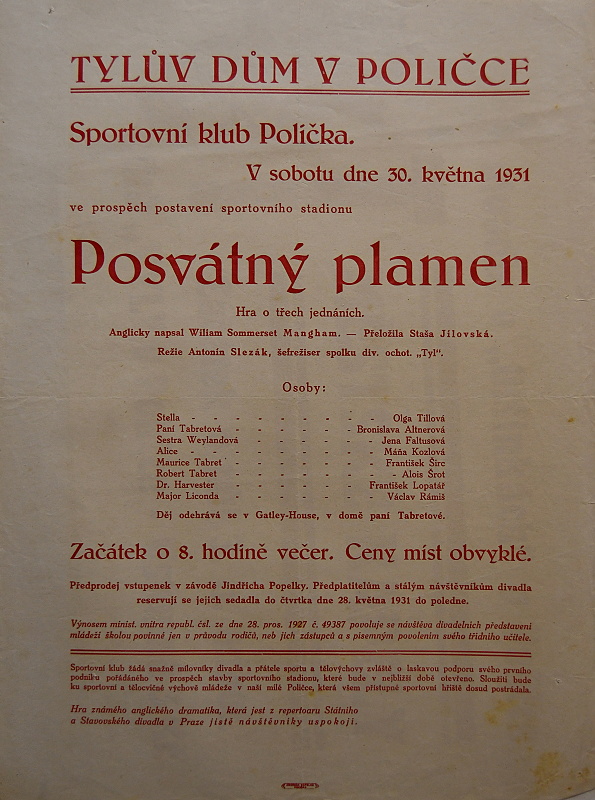 TYLŮV DŮM V POLIČCE
Sportovní klub Polička.
V sobotu dne 30. května 1931
ve prospěch postavení sportovního stadionu
Posvátný plamen
Hra o třech jednáních.
Anglicky napsal Wiliam Sommerset Mangham. — Přeložila Staša Jílovská.
Režie Antonín Slezák, šefrežiser spolku div. ochot. „Tyl“.
Osoby:
Stella - - - - - - - - - Olga Tillová
Paní Tabretová - - - - - - - Bronislava Altnerová
Sestra Weylandová - - - - - - - Jena Faltusová
Alice - - - - - - - - - Máňa Kozlová
Maurice Tabret - - - - - - - František Širc
Robert Tabret - - - - - - - - Alois Šrot
Dr. Harvester - - - - - - - František Lopatář
Major Liconda - - - - - - - Václav Rámiš
Děj odehrává se v Gatley-House, v domě paní Tabretové.
Začátek o 8. hodině večer. Ceny míst obvyklé.
Předprodej vstupenek v závodě Jindřicha Popelky. Předplatitelům a stálým návštěvníkům divadla
reservují se jejich sedadla do čtvrtka dne 28. května 1931 do poledne.
Výnosem minist. vnitra republ. čsl. ze dne 28. pros. 1927 č. 49387 povoluje se návštěva divadelních představení
mládeží školou povinné jen v průvodu rodičů, neb jich zástupců a s písemným povolením svého třídního učitele.
Sportovní klub žádá snažně milovníky divadla a přátele sportu a tělovýchovy zvláště o laskavou podporu svého prvního
podniku pořádaného ve prospěch stavby sportovního stadionu, které bude v nejbližší době otevřeno. Sloužiti bude
ku sportovní a tělocvičné výchově mládeže v naší milé Poličce, která všem přístupné sportovní hřiště dosud postrádala.
Hra známého anglického dramatika, která jest z repertoaru Státního
a Stavovského divadla v Praze jistě návštěvníky uspokojí.